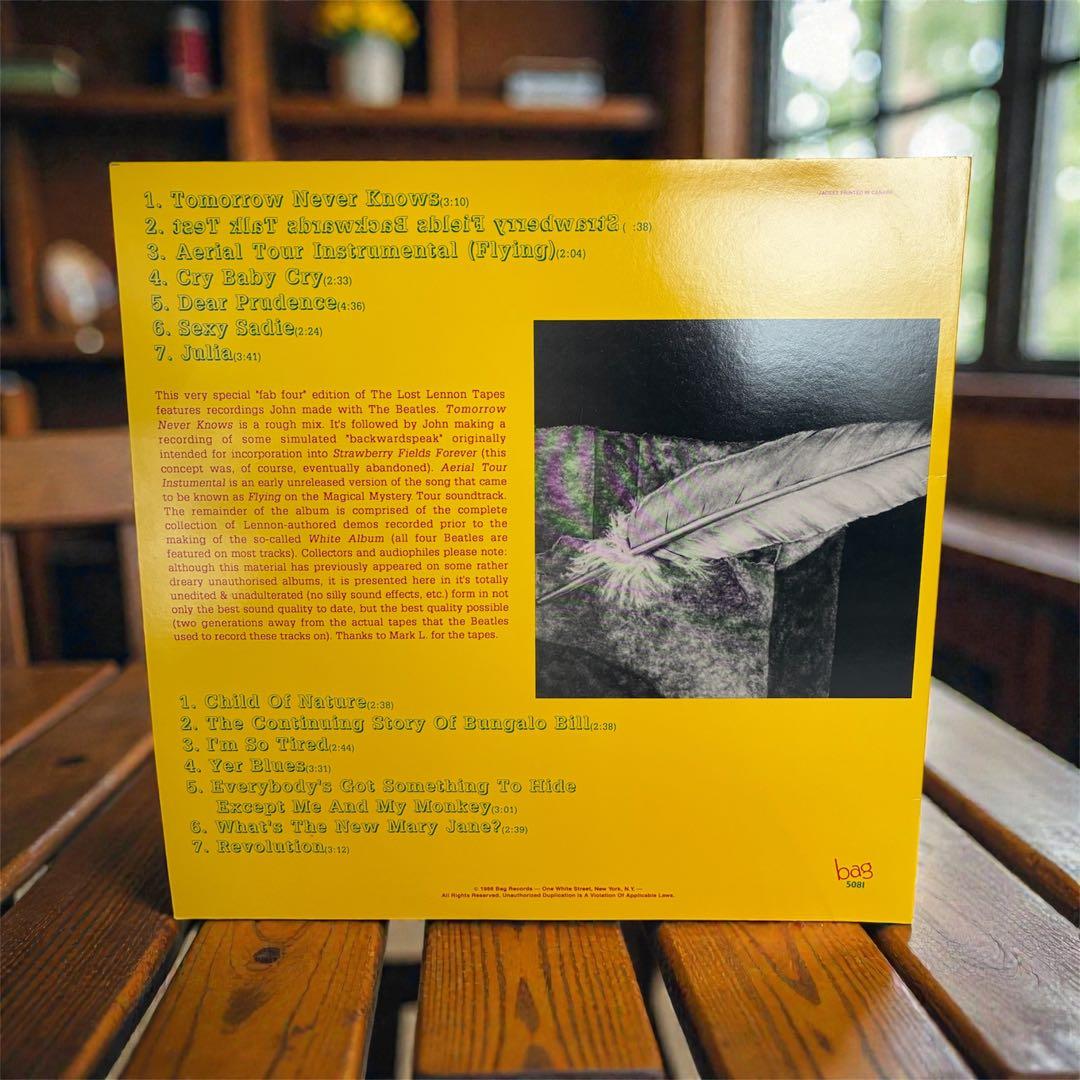 JACKET PRINTED IN CANADA
1. Tomorrow Never Knows(3:10)
2. Strawberry Fields Backwards Talk Test( :38)
3. Aerial Tour Instrumental (Flying)(2:04)
4. Cry Baby Cry(2:33)
5. Dear Prudence(4:36)
6. Sexy Sadie(2:24)
7. Julia(3:41)
This very special "fab four" edition of The Lost Lennon Tapes
features recordings John made with The Beatles. Tomorrow
Never Knows is a rough mix. It's followed by John making a
recording of some simulated "backwardspeak" originally
intended for incorporation into Strawberry Fields Forever (this
concept was, of course, eventually abandoned). Aerial Tour
Instumental is an early unreleased version of the song that came
to be known as Flying on the Magical Mystery Tour soundtrack.
The remainder of the album is comprised of the complete
collection of Lennon-authored demos recorded prior to the
making of the so-called White Album (all four Beatles are
featured on most tracks). Collectors and audiophiles please note:
although this material has previously appeared on some rather
dreary unauthorised albums, it is presented here in it's totally
unedited & unadulterated (no silly sound effects, etc.) form in not
only the best sound quality to date, but the best quality possible
(two generations away from the actual tapes that the Beatles
used to record these tracks on). Thanks to Mark L. for the tapes.
1. Child Of Nature(2:38)
2. The Continuing Story Of Bungalo Bill(2:38)
3. I'm So Tired(2:44)
4. Yer Blues(3:31)
5. Everybody's Got Something To Hide
Except Me And My Monkey(3:01)
6. What's The New Mary Jane?(2:39)
7. Revolution(3:12)
© 1988 Bag Records — One White Street, New York, N.Y. —
All Rights Reserved. Unauthorized Duplication Is A Violation Of Applicable Laws.
bag
5081